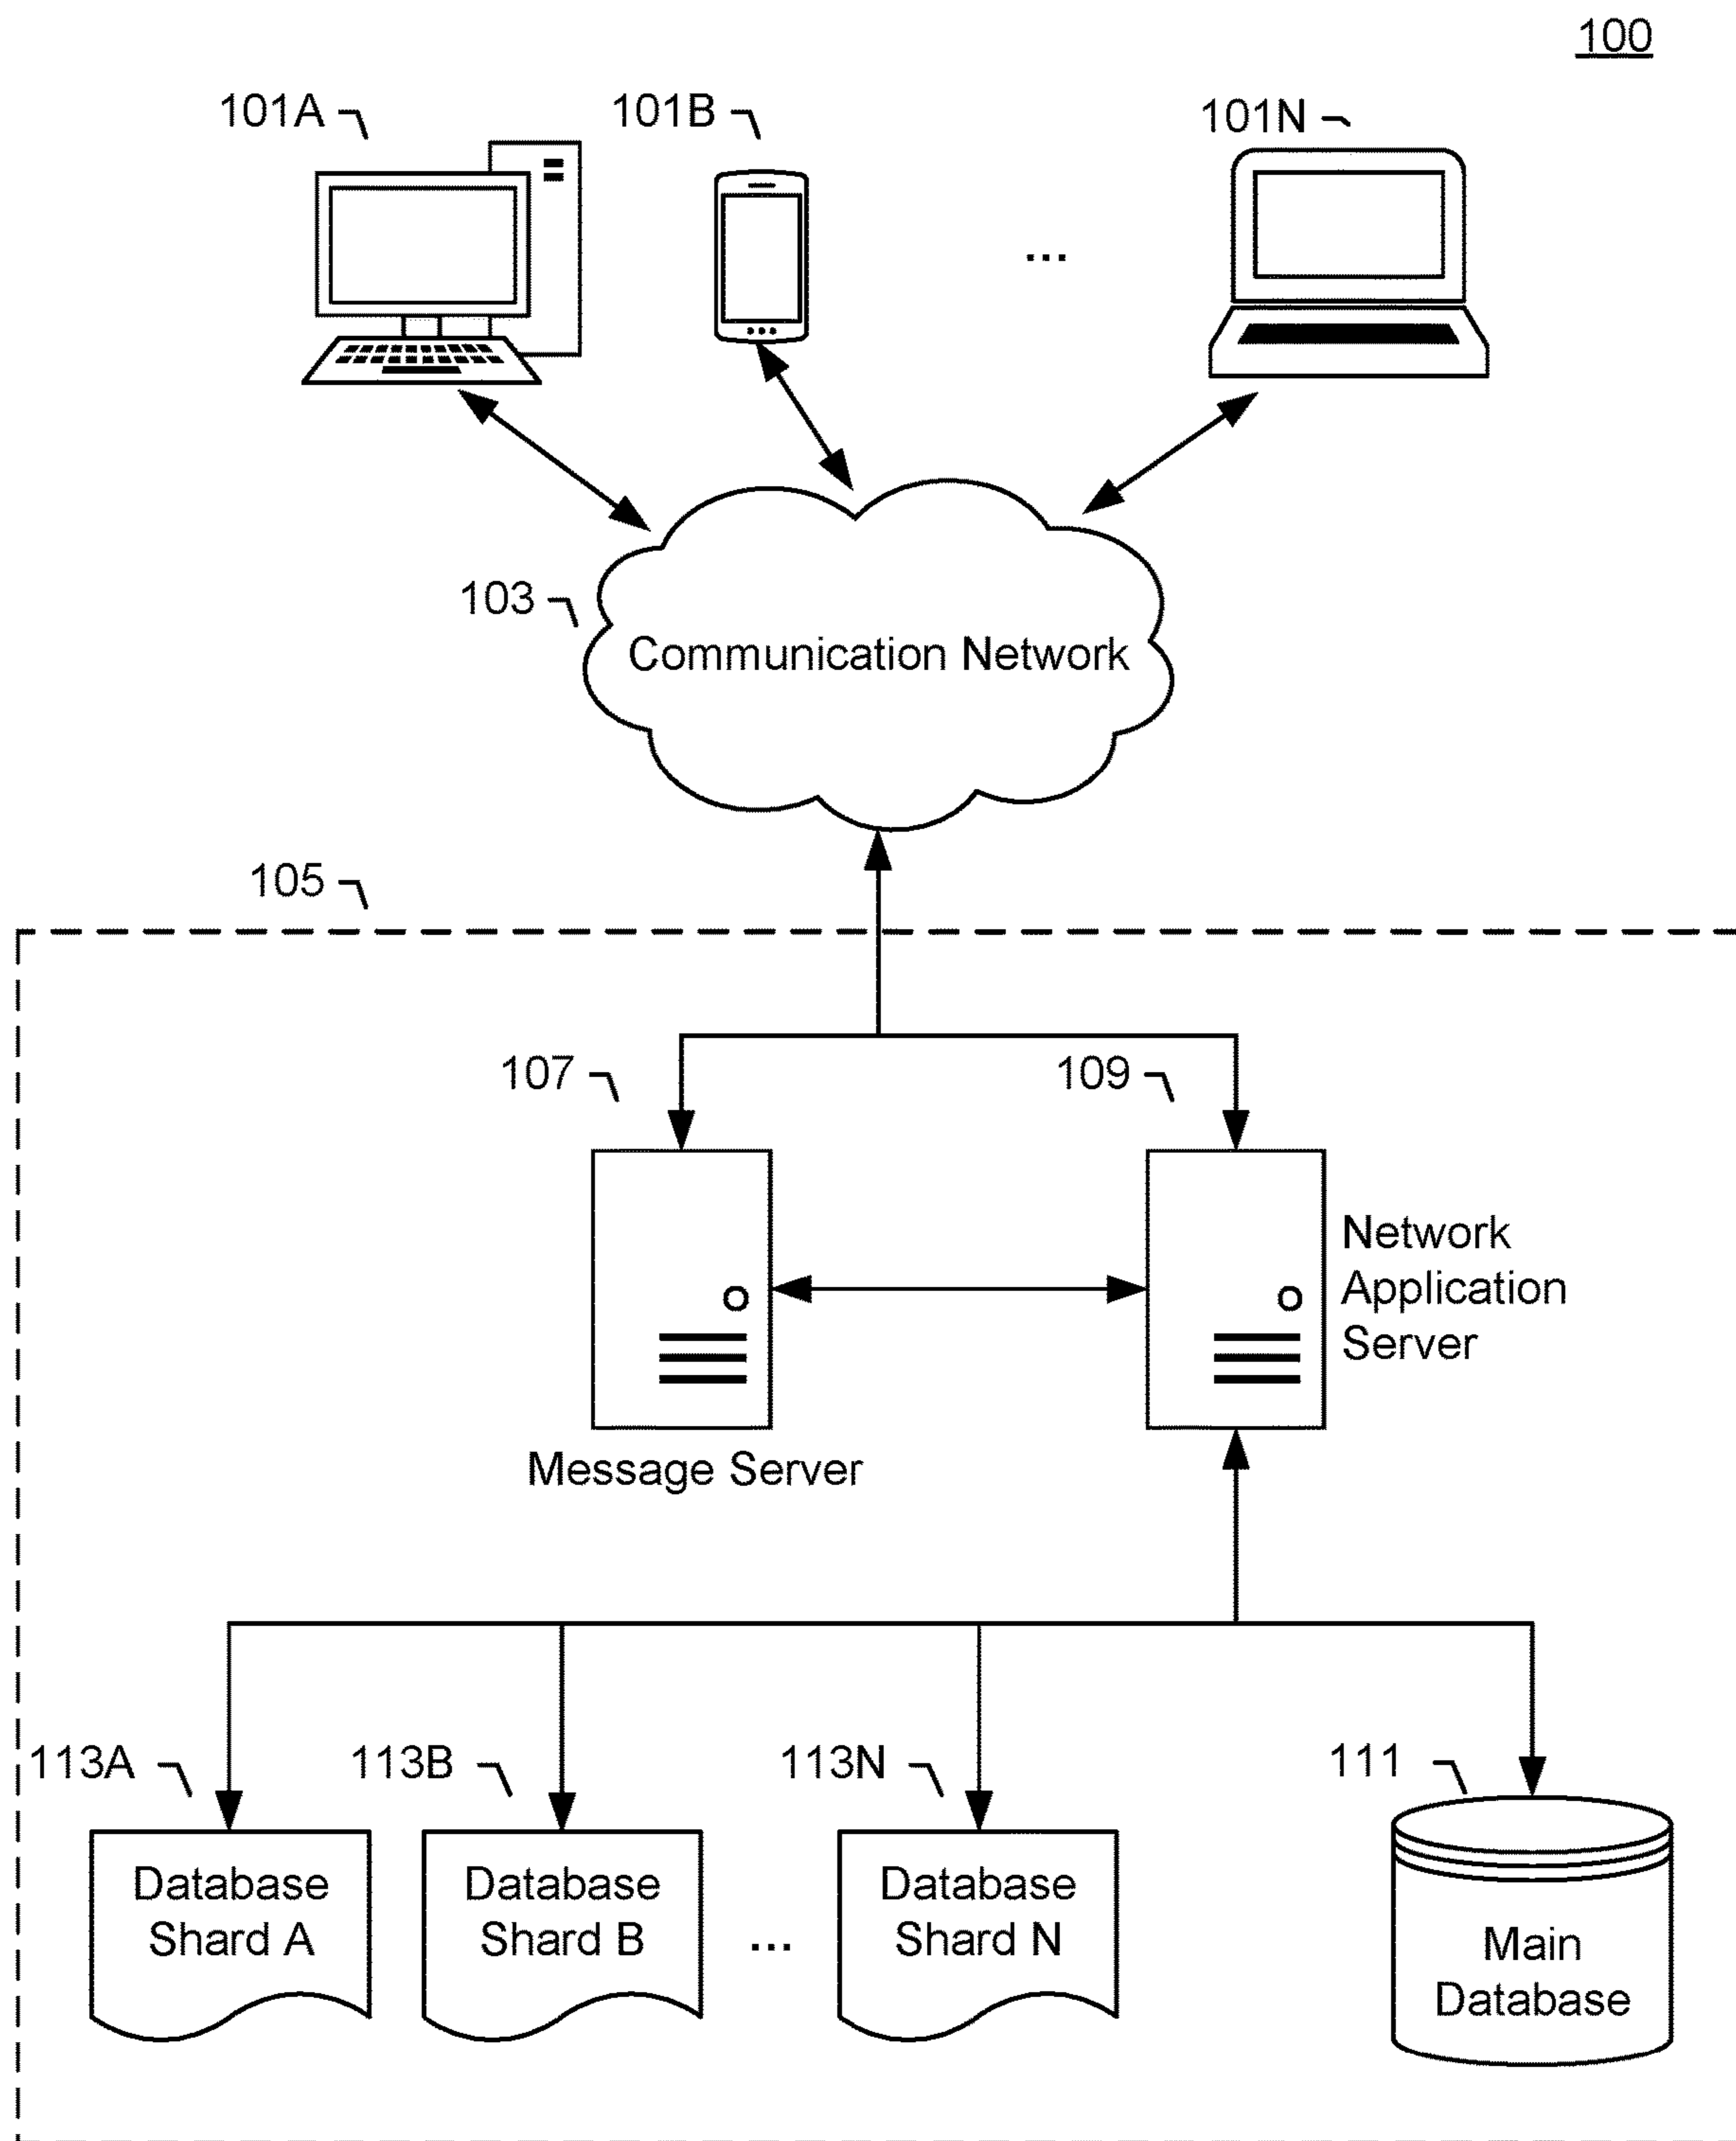 100
101A
101B
101N
...
103
Communication Network
105
107
109
Network
Application
Server
Message Server
113A
113B
113N
111
Database
Shard A
Database
Shard B
...
Database
Shard N
Main
Database